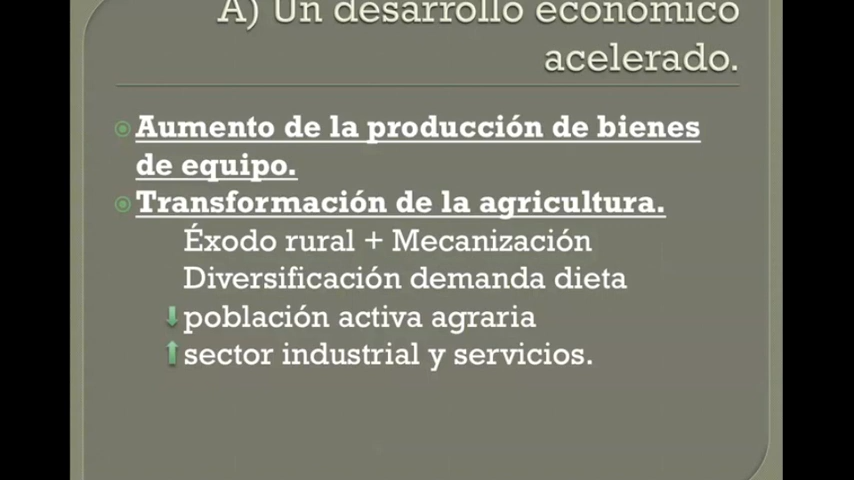 A) Un desarrollo económico
acelerado.
Aumento de la producción de bienes
de equipo.
Transformación de la agricultura.
Éxodo rural + Mecanización
Diversificación demanda dieta
población activa agraria
sector industrial y servicios.